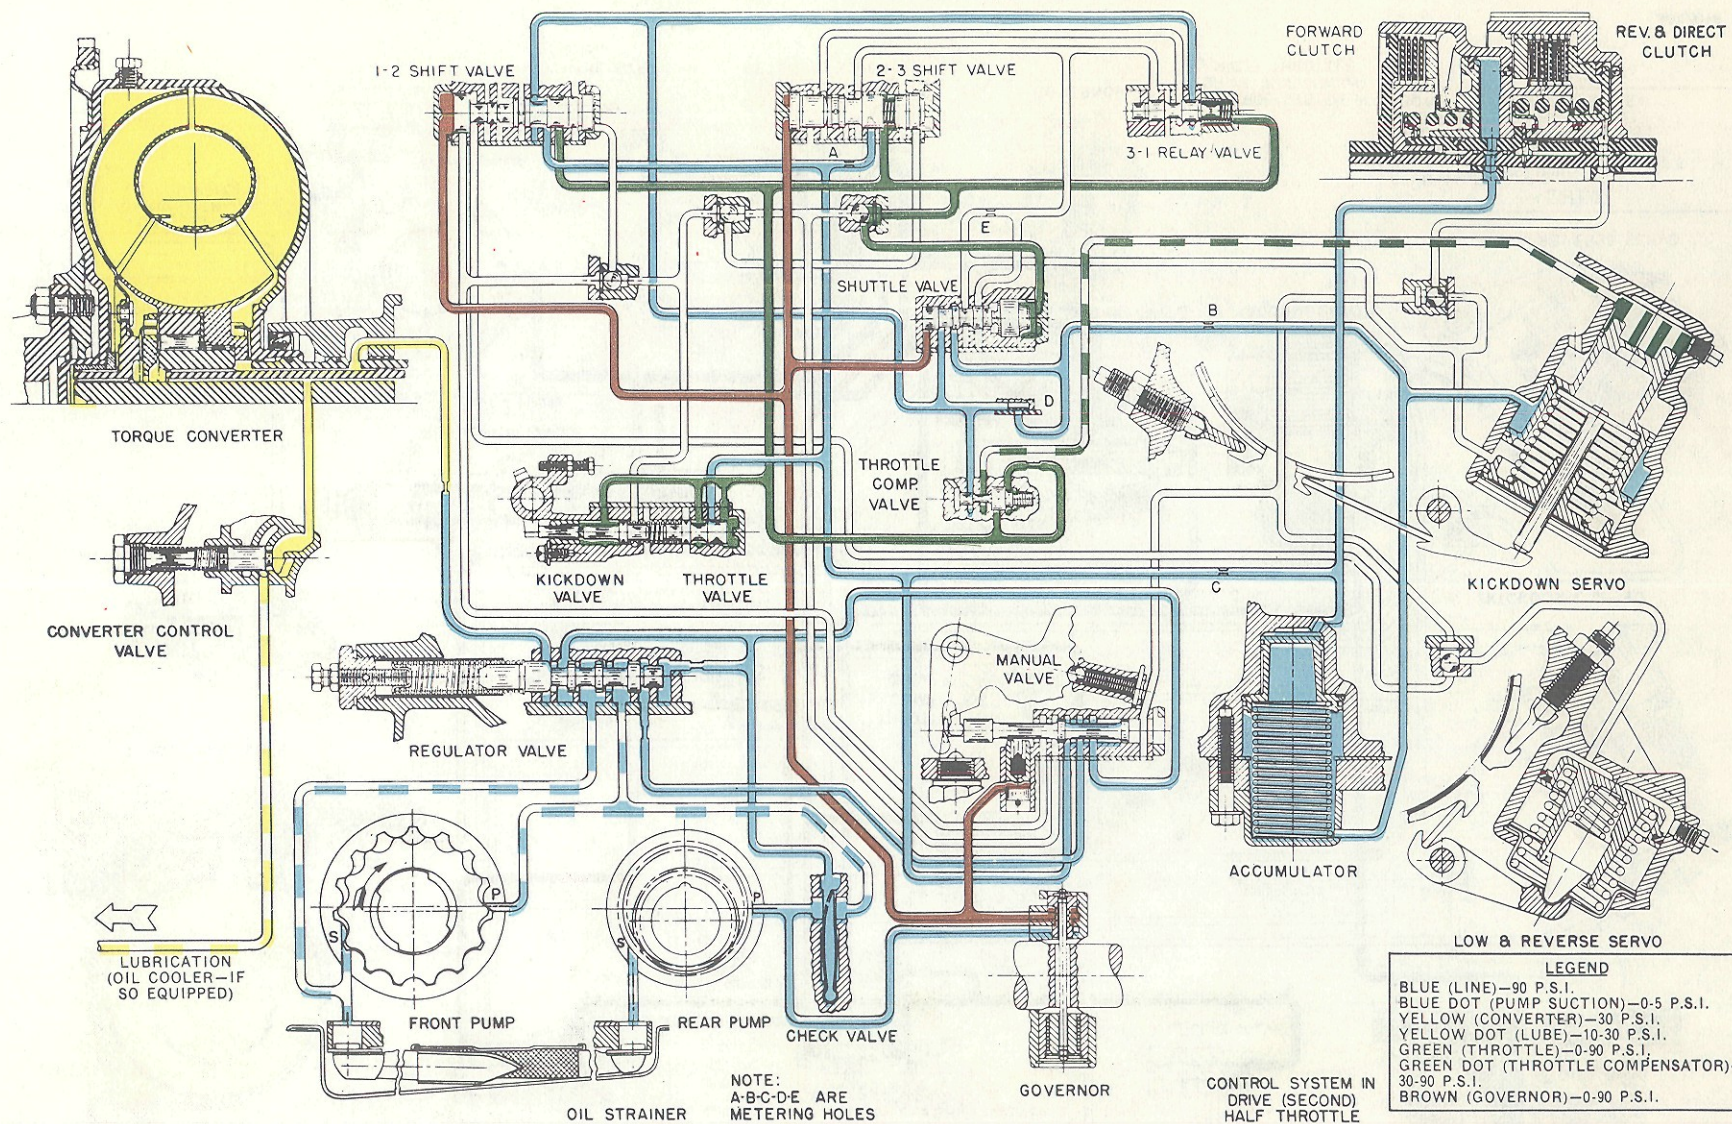 FORWARD
CLUTCH
REV. & DIRECT
CLUTCH
1-2 SHIFT VALVE
2-3 SHIFT VALVE
A
3-1 RELAY VALVE
E
SHUTTLE VALVE
B
D
TORQUE CONVERTER
THROTTLE
COMP.
VALVE
KICKDOWN
VALVE
THROTTLE
VALVE
C
KICKDOWN SERVO
CONVERTER CONTROL
VALVE
MANUAL
VALVE
REGULATOR VALVE
ACCUMULATOR
P
S
P
S
LOW & REVERSE SERVO
LUBRICATION
(OIL COOLER—IF
SO EQUIPPED)
FRONT PUMP
REAR PUMP
CHECK VALVE
GOVERNOR
OIL STRAINER
NOTE:
A-B-C-D-E ARE
METERING HOLES
CONTROL SYSTEM IN
DRIVE (SECOND)
HALF THROTTLE
LEGEND
BLUE (LINE)—90 P.S.I.
BLUE DOT (PUMP SUCTION)—0-5 P.S.I.
YELLOW (CONVERTER)—30 P.S.I.
YELLOW DOT (LUBE)—10-30 P.S.I.
GREEN (THROTTLE)—0-90 P.S.I.
GREEN DOT (THROTTLE COMPENSATOR)—
30-90 P.S.I.
BROWN (GOVERNOR)—0-90 P.S.I.